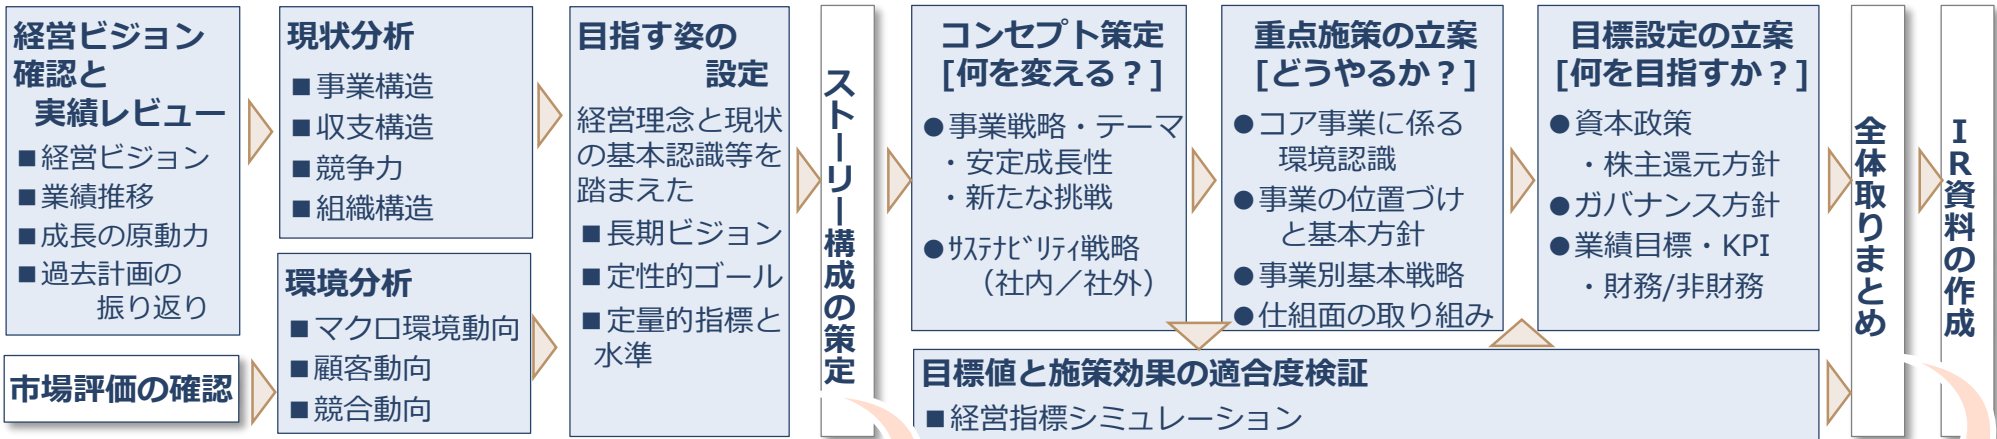 経営ビジョン
確認と
実績レビュー
■経営ビジョン
■業績推移
■成長の原動力
■過去計画の
振り返り
市場評価の確認
現状分析
■事業構造
■収支構造
■競争力
■組織構造
環境分析
■マクロ環境動向
■顧客動向
■競合動向
目指す姿の
設定
経営理念と現状
の基本認識等を
踏まえた
■長期ビジョン
■定性的ゴール
■定量的指標と
水準
ストーリー構成の策定
コンセプト策定
[何を変える？]
●事業戦略・テーマ
・安定成長性
・新たな挑戦
●ｻｽﾃﾅﾋﾞﾘﾃｨ戦略
（社内／社外）
重点施策の立案
[どうやるか？]
●コア事業に係る
環境認識
●事業の位置づけ
と基本方針
●事業別基本戦略
●仕組面の取り組み
目標設定の立案
[何を目指すか？]
●資本政策
・株主還元方針
●ガバナンス方針
●業績目標・KPI
・財務/非財務
目標値と施策効果の適合度検証
■経営指標シミュレーション
全体取りまとめ
ＩＲ資料の作成